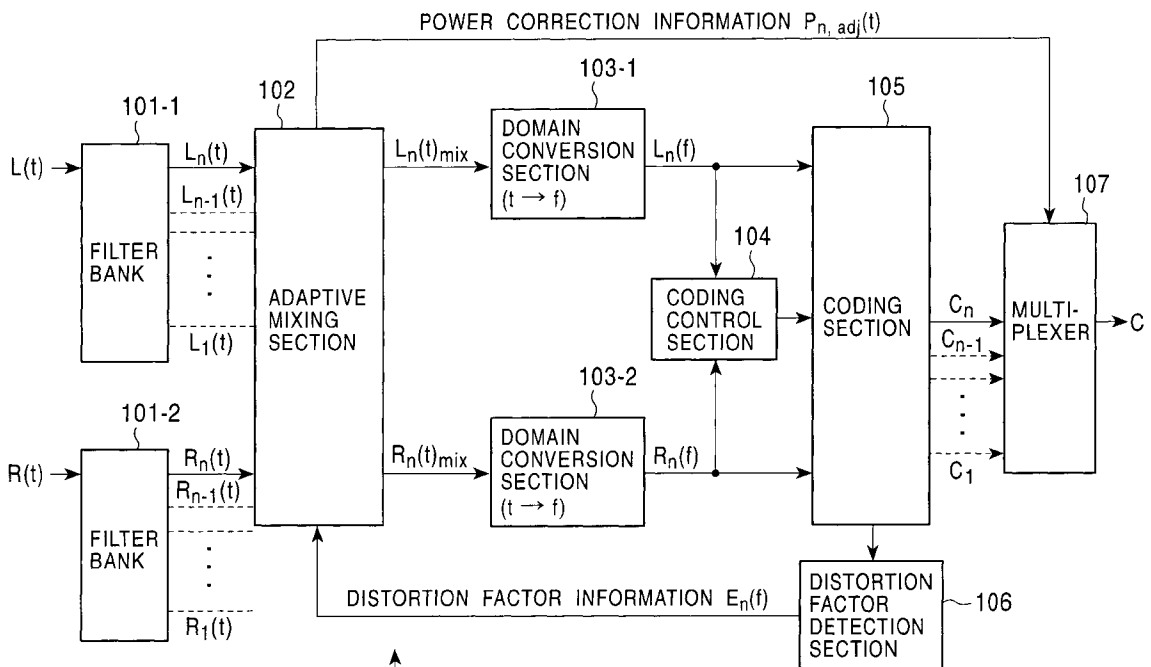 POWER CORRECTION INFORMATION Pn, adj(t)
101-1
102
103-1
105
L(t)
FILTER
BANK
Ln(t)
Ln-1(t)
L1(t)
ADAPTIVE
MIXING
SECTION
Ln(t)mix
DOMAIN
CONVERSION
SECTION
(t → f)
Ln(f)
104
CODING
CONTROL
SECTION
CODING
SECTION
107
Cn
Cn-1
C1
MULTI-
PLEXER
C
101-2
R(t)
FILTER
BANK
Rn(t)
Rn-1(t)
R1(t)
Rn(t)mix
103-2
DOMAIN
CONVERSION
SECTION
(t → f)
Rn(f)
DISTORTION FACTOR INFORMATION En(f)
DISTORTION
FACTOR
DETECTION
SECTION
106